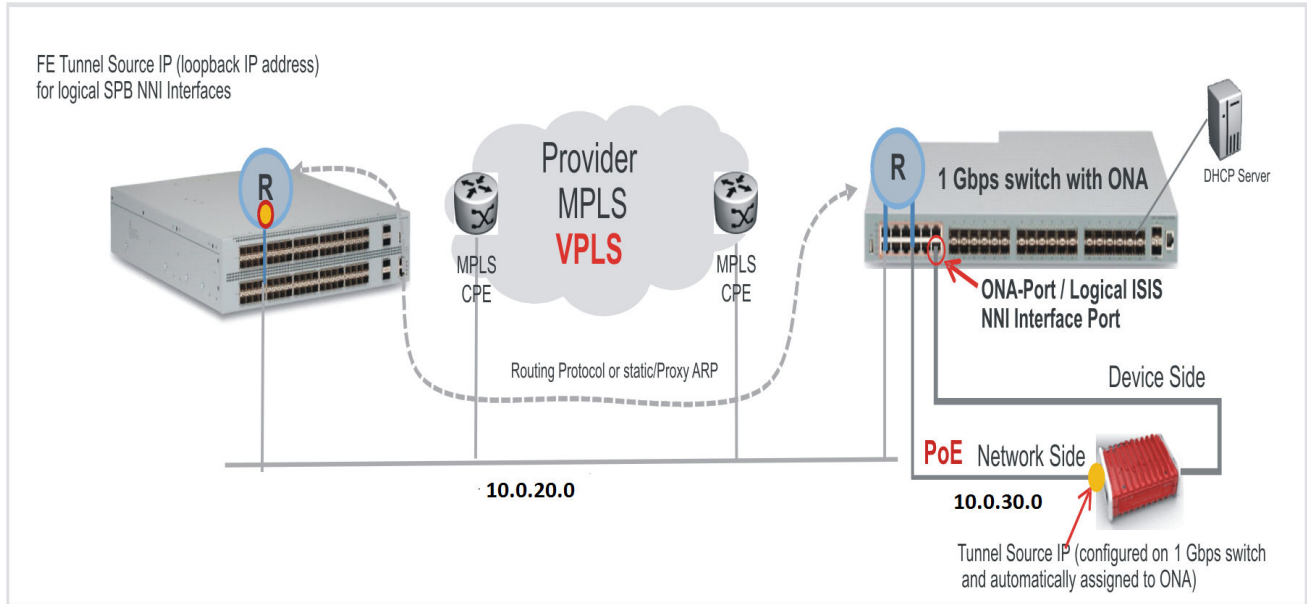 FE Tunnel Source IP (loopback IP address)
for logical SPB NNI Interfaces
R
Provider
MPLS
VPLS
MPLS
CPE
MPLS
CPE
Routing Protocol or static/Proxy ARP
10.0.20.0
R
1 Gbps switch with ONA
DHCP Server
ONA-Port / Logical ISIS
NNI Interface Port
Device Side
PoE Network Side
10.0.30.0
Tunnel Source IP (configured on 1 Gbps switch
and automatically assigned to ONA)